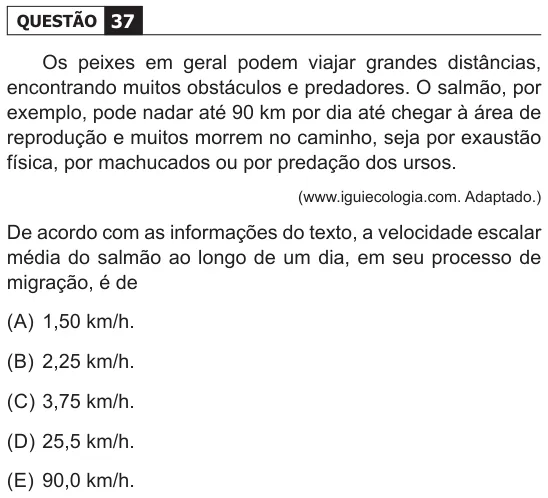 QUESTÃO 37
Os peixes em geral podem viajar grandes distâncias,
encontrando muitos obstáculos e predadores. O salmão, por
exemplo, pode nadar até 90 km por dia até chegar à área de
reprodução e muitos morrem no caminho, seja por exaustão
física, por machucados ou por predação dos ursos.
(www.iguiecologia.com. Adaptado.)
De acordo com as informações do texto, a velocidade escalar
média do salmão ao longo de um dia, em seu processo de
migração, é de
(A) 1,50 km/h.
(B) 2,25 km/h.
(C) 3,75 km/h.
(D) 25,5 km/h.
(E) 90,0 km/h.